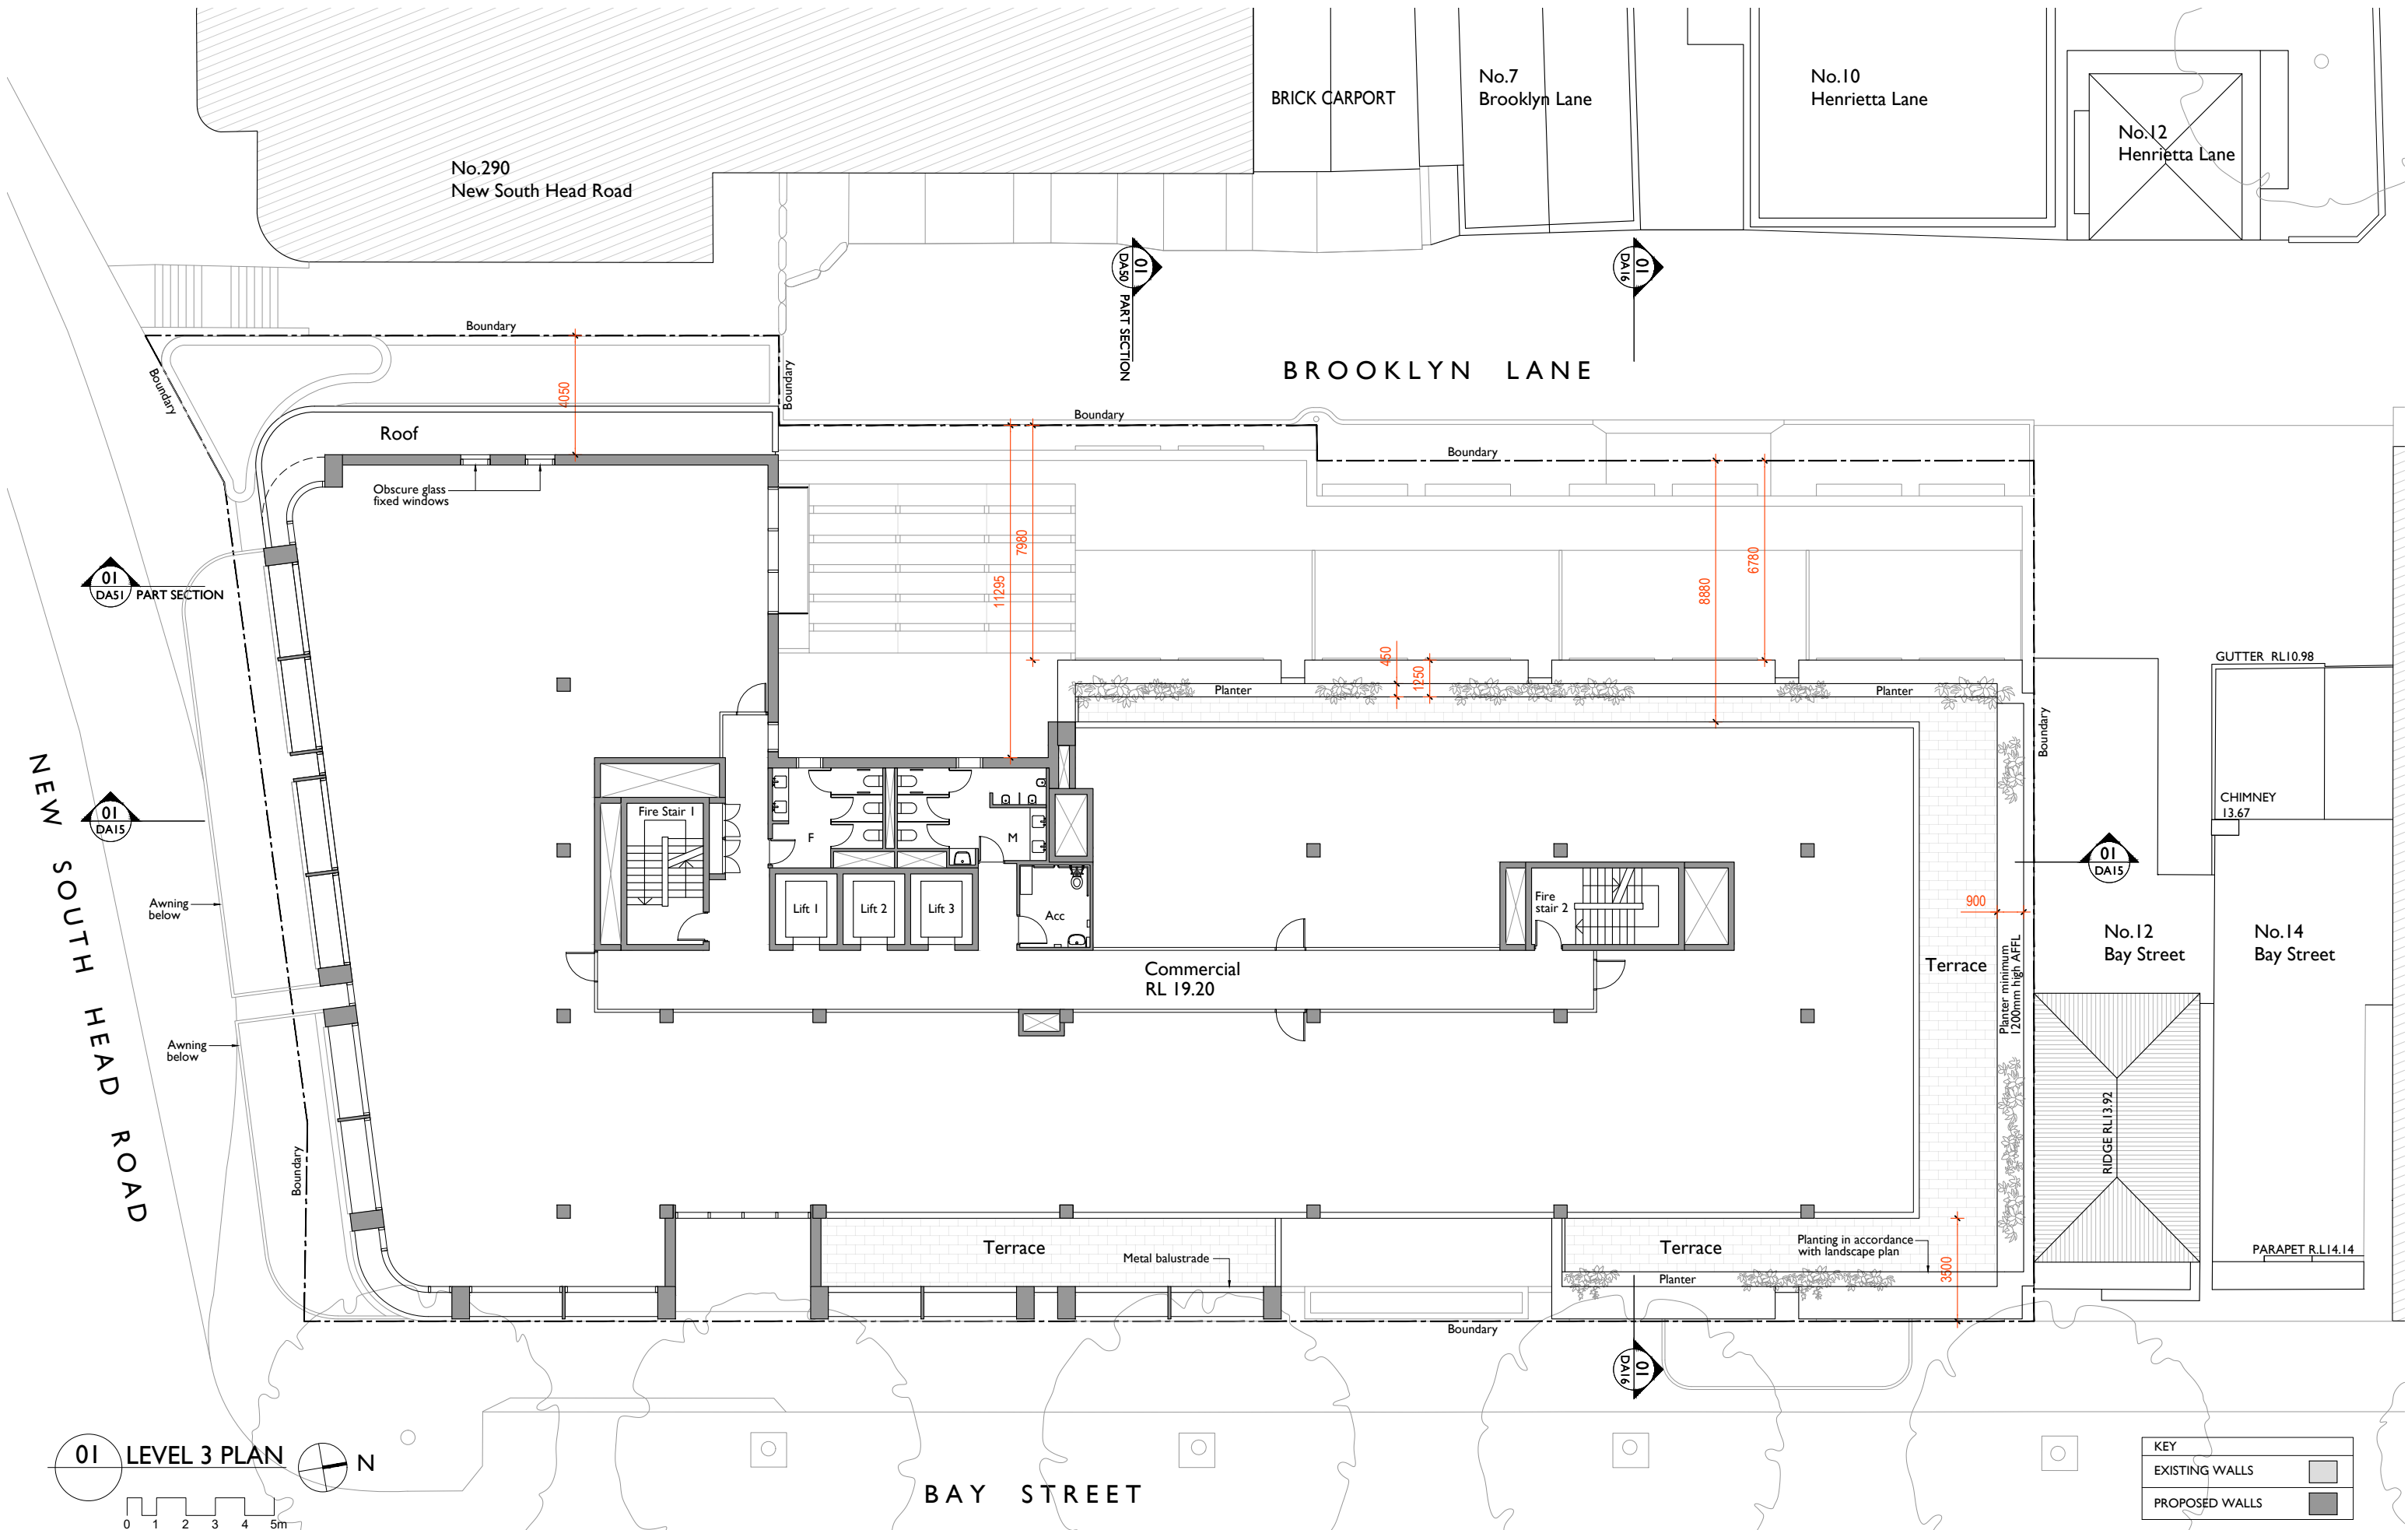 No.290
New South Head Road
BRICK CARPORT
No.7
Brooklyn Lane
No.10
Henrietta Lane
No.12
Henrietta Lane
01
DA50
PART SECTION
01
DA16
BROOKLYN LANE
Boundary
Boundary
Boundary
Boundary
Boundary
4050
Roof
Obscure glass
fixed windows
7980
11295
8880
6780
450
1250
Planter
Planter
01
DA51
PART SECTION
01
DA15
NEW SOUTH HEAD ROAD
Awning
below
Awning
below
Boundary
Fire Stair 1
F
M
Lift 1
Lift 2
Lift 3
Acc
Fire
stair 2
Commercial
RL 19.20
Terrace
900
Planter minimum
1200mm high AFFL
Boundary
GUTTER RL10.98
CHIMNEY
13.67
01
DA15
No.12
Bay Street
No.14
Bay Street
RIDGE RL13.92
PARAPET R.L14.14
Terrace
Metal balustrade
Terrace
Planting in accordance
with landscape plan
Planter
3500
Boundary
01
DA16
01
LEVEL 3 PLAN
N
0 1 2 3 4 5m
BAY STREET
KEY
EXISTING WALLS
PROPOSED WALLS